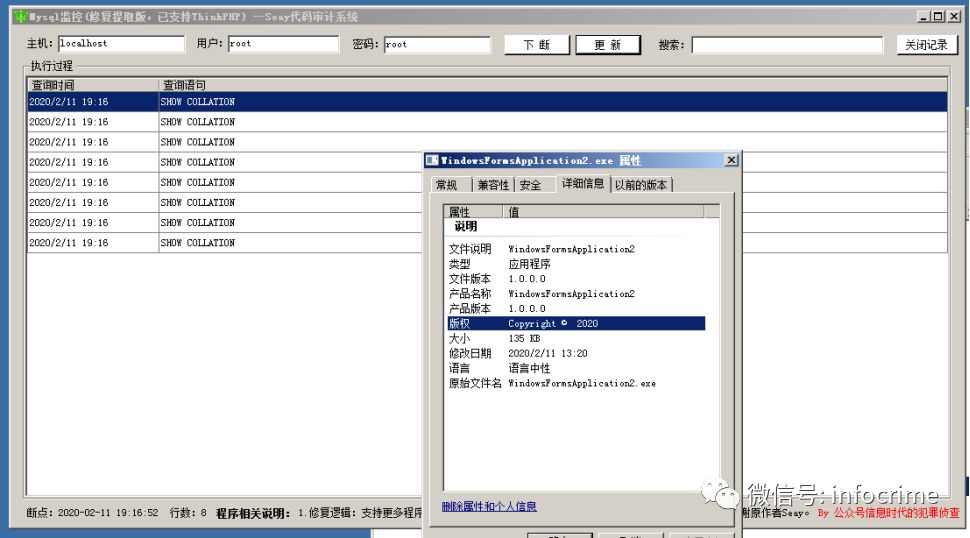 Mysql监控(修复提取版，已支持ThinkPHP) --Seay代码审计系统
主机： localhost 用户： root 密码： root 下 断 更 新 搜索： 关闭记录
执行过程
查询时间 查询语句
2020/2/11 19:16 SHOW COLLATION
2020/2/11 19:16 SHOW COLLATION
2020/2/11 19:16 SHOW COLLATION
2020/2/11 19:16 SHOW COLLATION
2020/2/11 19:16 SHOW COLLATION
2020/2/11 19:16 SHOW COLLATION
2020/2/11 19:16 SHOW COLLATION
2020/2/11 19:16 SHOW COLLATION
WindowsFormsApplication2.exe 属性
常规 兼容性 安全 详细信息 以前的版本
属性 值
说明
文件说明 WindowsFormsApplication2
类型 应用程序
文件版本 1.0.0.0
产品名称 WindowsFormsApplication2
产品版本 1.0.0.0
版权 Copyright © 2020
大小 135 KB
修改日期 2020/2/11 13:20
语言 语言中性
原始文件名 WindowsFormsApplication2.exe
删除属性和个人信息
微信号: infocrime
断点：2020-02-11 19:16:52 行数：8 程序相关说明： 1.修复逻辑：支持更多程序 谢原作者Seay。 By 公众号信息时代的犯罪侦查